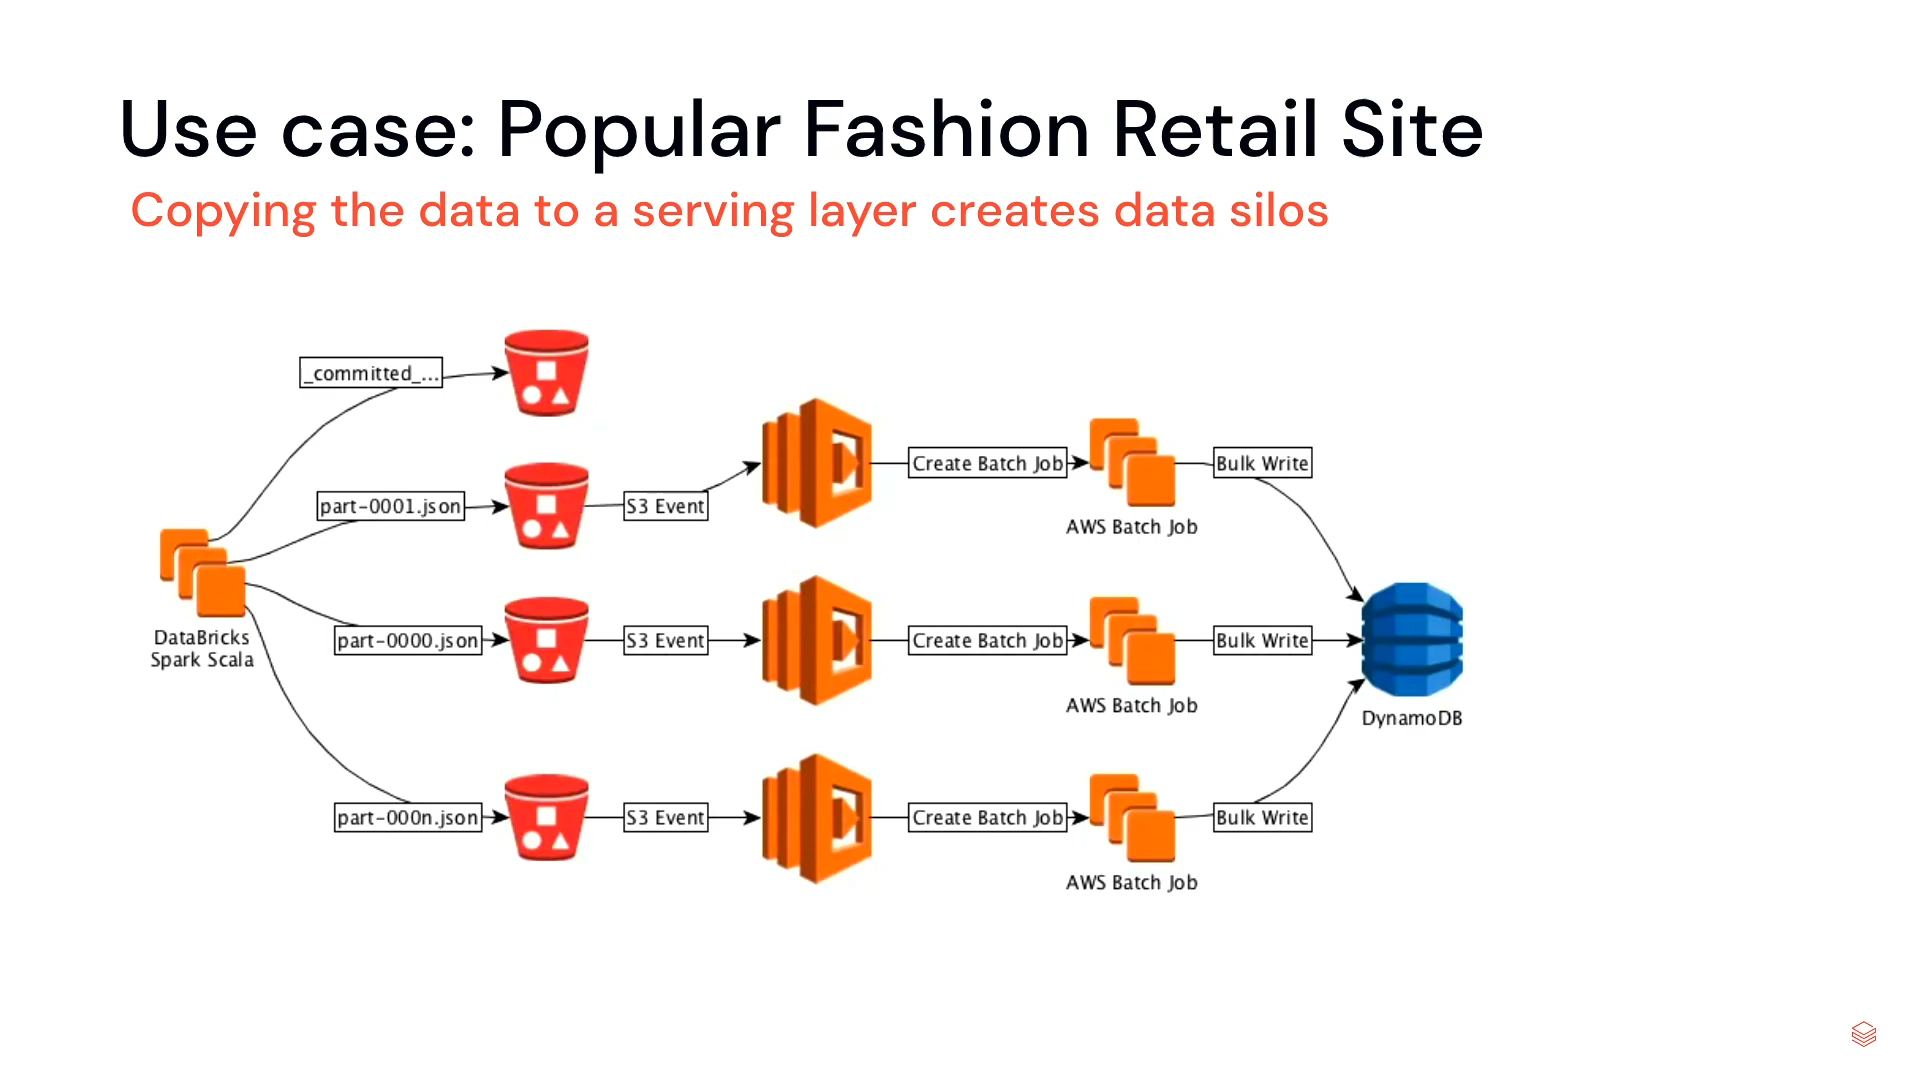 Use case: Popular Fashion Retail Site
Copying the data to a serving layer creates data silos
_committed_...
part-0001.json
S3 Event
Create Batch Job
Bulk Write
AWS Batch Job
DataBricks
Spark Scala
part-0000.json
S3 Event
Create Batch Job
Bulk Write
AWS Batch Job
DynamoDB
part-000n.json
S3 Event
Create Batch Job
Bulk Write
AWS Batch Job